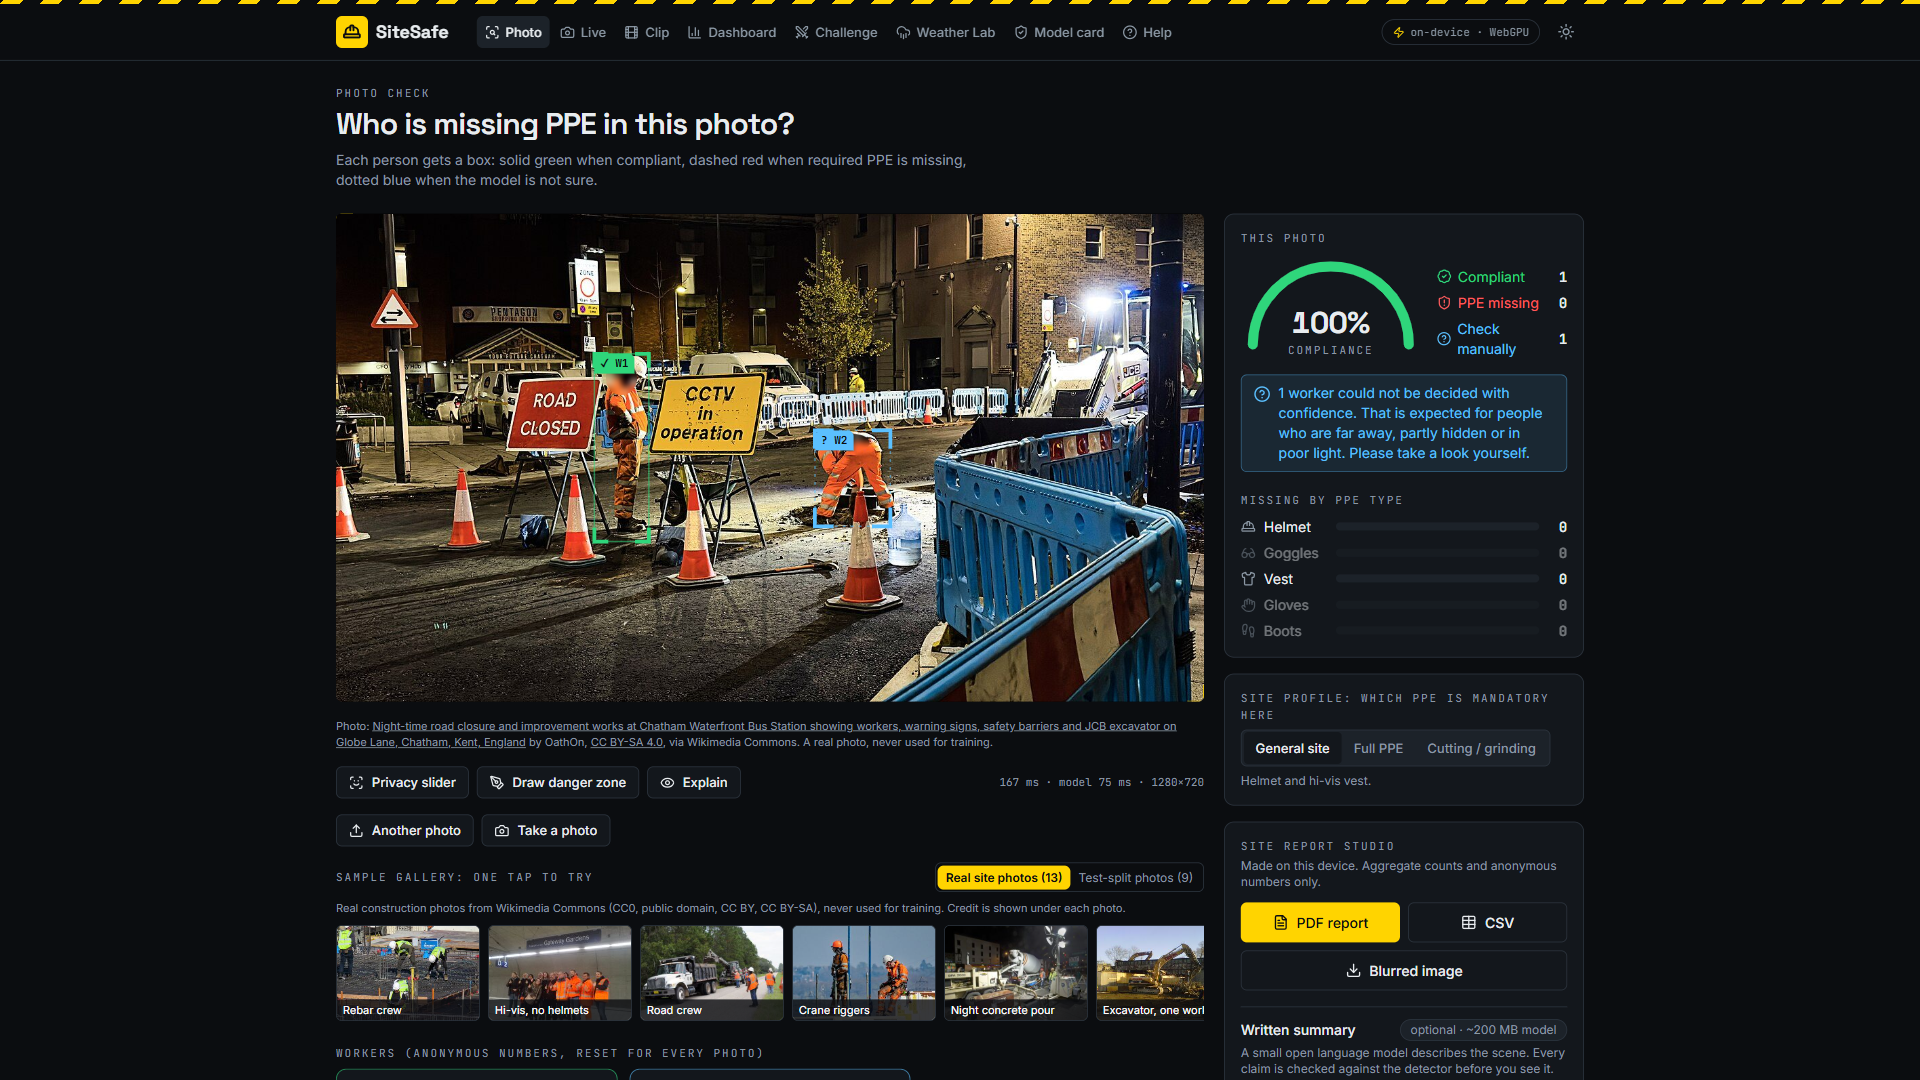 SiteSafe
Photo
Live
Clip
Dashboard
Challenge
Weather Lab
Model card
Help
on-device · WebGPU
PHOTO CHECK
Who is missing PPE in this photo?
Each person gets a box: solid green when compliant, dashed red when required PPE is missing,
dotted blue when the model is not sure.
ZONE
PENTAGON
SHOPPING CENTRE
ROAD
CLOSED
✓ W1
CCTV
in
operation
? W2
JCB
THIS PHOTO
100%
COMPLIANCE
Compliant 1
PPE missing 0
Check
manually 1
1 worker could not be decided with
confidence. That is expected for people
who are far away, partly hidden or in
poor light. Please take a look yourself.
MISSING BY PPE TYPE
Helmet 0
Goggles 0
Vest 0
Gloves 0
Boots 0
Photo: Night-time road closure and improvement works at Chatham Waterfront Bus Station showing workers, warning signs, safety barriers and JCB excavator on
Globe Lane, Chatham, Kent, England by OathOn, CC BY-SA 4.0, via Wikimedia Commons. A real photo, never used for training.
Privacy slider
Draw danger zone
Explain
167 ms · model 75 ms · 1280×720
Another photo
Take a photo
SITE PROFILE: WHICH PPE IS MANDATORY
HERE
General site
Full PPE
Cutting / grinding
Helmet and hi-vis vest.
SAMPLE GALLERY: ONE TAP TO TRY
Real site photos (13)
Test-split photos (9)
Real construction photos from Wikimedia Commons (CC0, public domain, CC BY, CC BY-SA), never used for training. Credit is shown under each photo.
Gateway Gardens
Rebar crew
Hi-vis, no helmets
Road crew
Crane riggers
Night concrete pour
Excavator, one worl
WORKERS (ANONYMOUS NUMBERS, RESET FOR EVERY PHOTO)
SITE REPORT STUDIO
Made on this device. Aggregate counts and anonymous
numbers only.
PDF report
CSV
Blurred image
Written summary
optional · ~200 MB model
A small open language model describes the scene. Every
claim is checked against the detector before you see it.